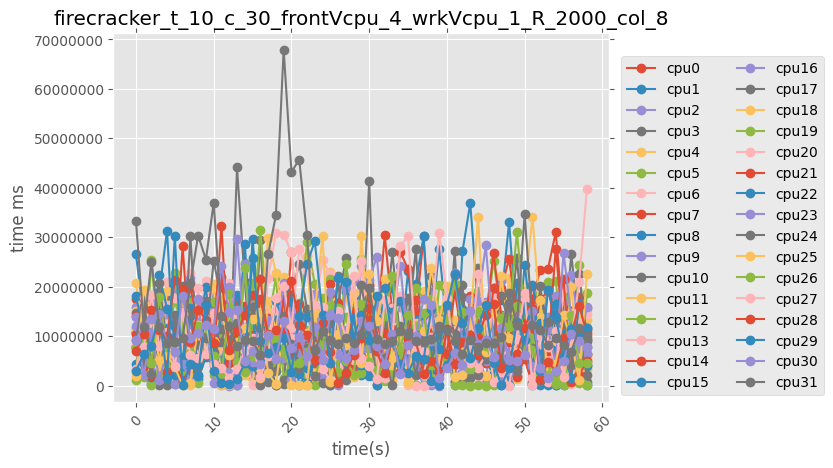 firecracker_t_10_c_30_frontVcpu_4_wrkVcpu_1_R_2000_col_8
70000000
60000000
50000000
40000000
30000000
20000000
10000000
0
time ms
0 10 20 30 40 50 60
time(s)
cpu0 cpu16
cpu1 cpu17
cpu2 cpu18
cpu3 cpu19
cpu4 cpu20
cpu5 cpu21
cpu6 cpu22
cpu7 cpu23
cpu8 cpu24
cpu9 cpu25
cpu10 cpu26
cpu11 cpu27
cpu12 cpu28
cpu13 cpu29
cpu14 cpu30
cpu15 cpu31